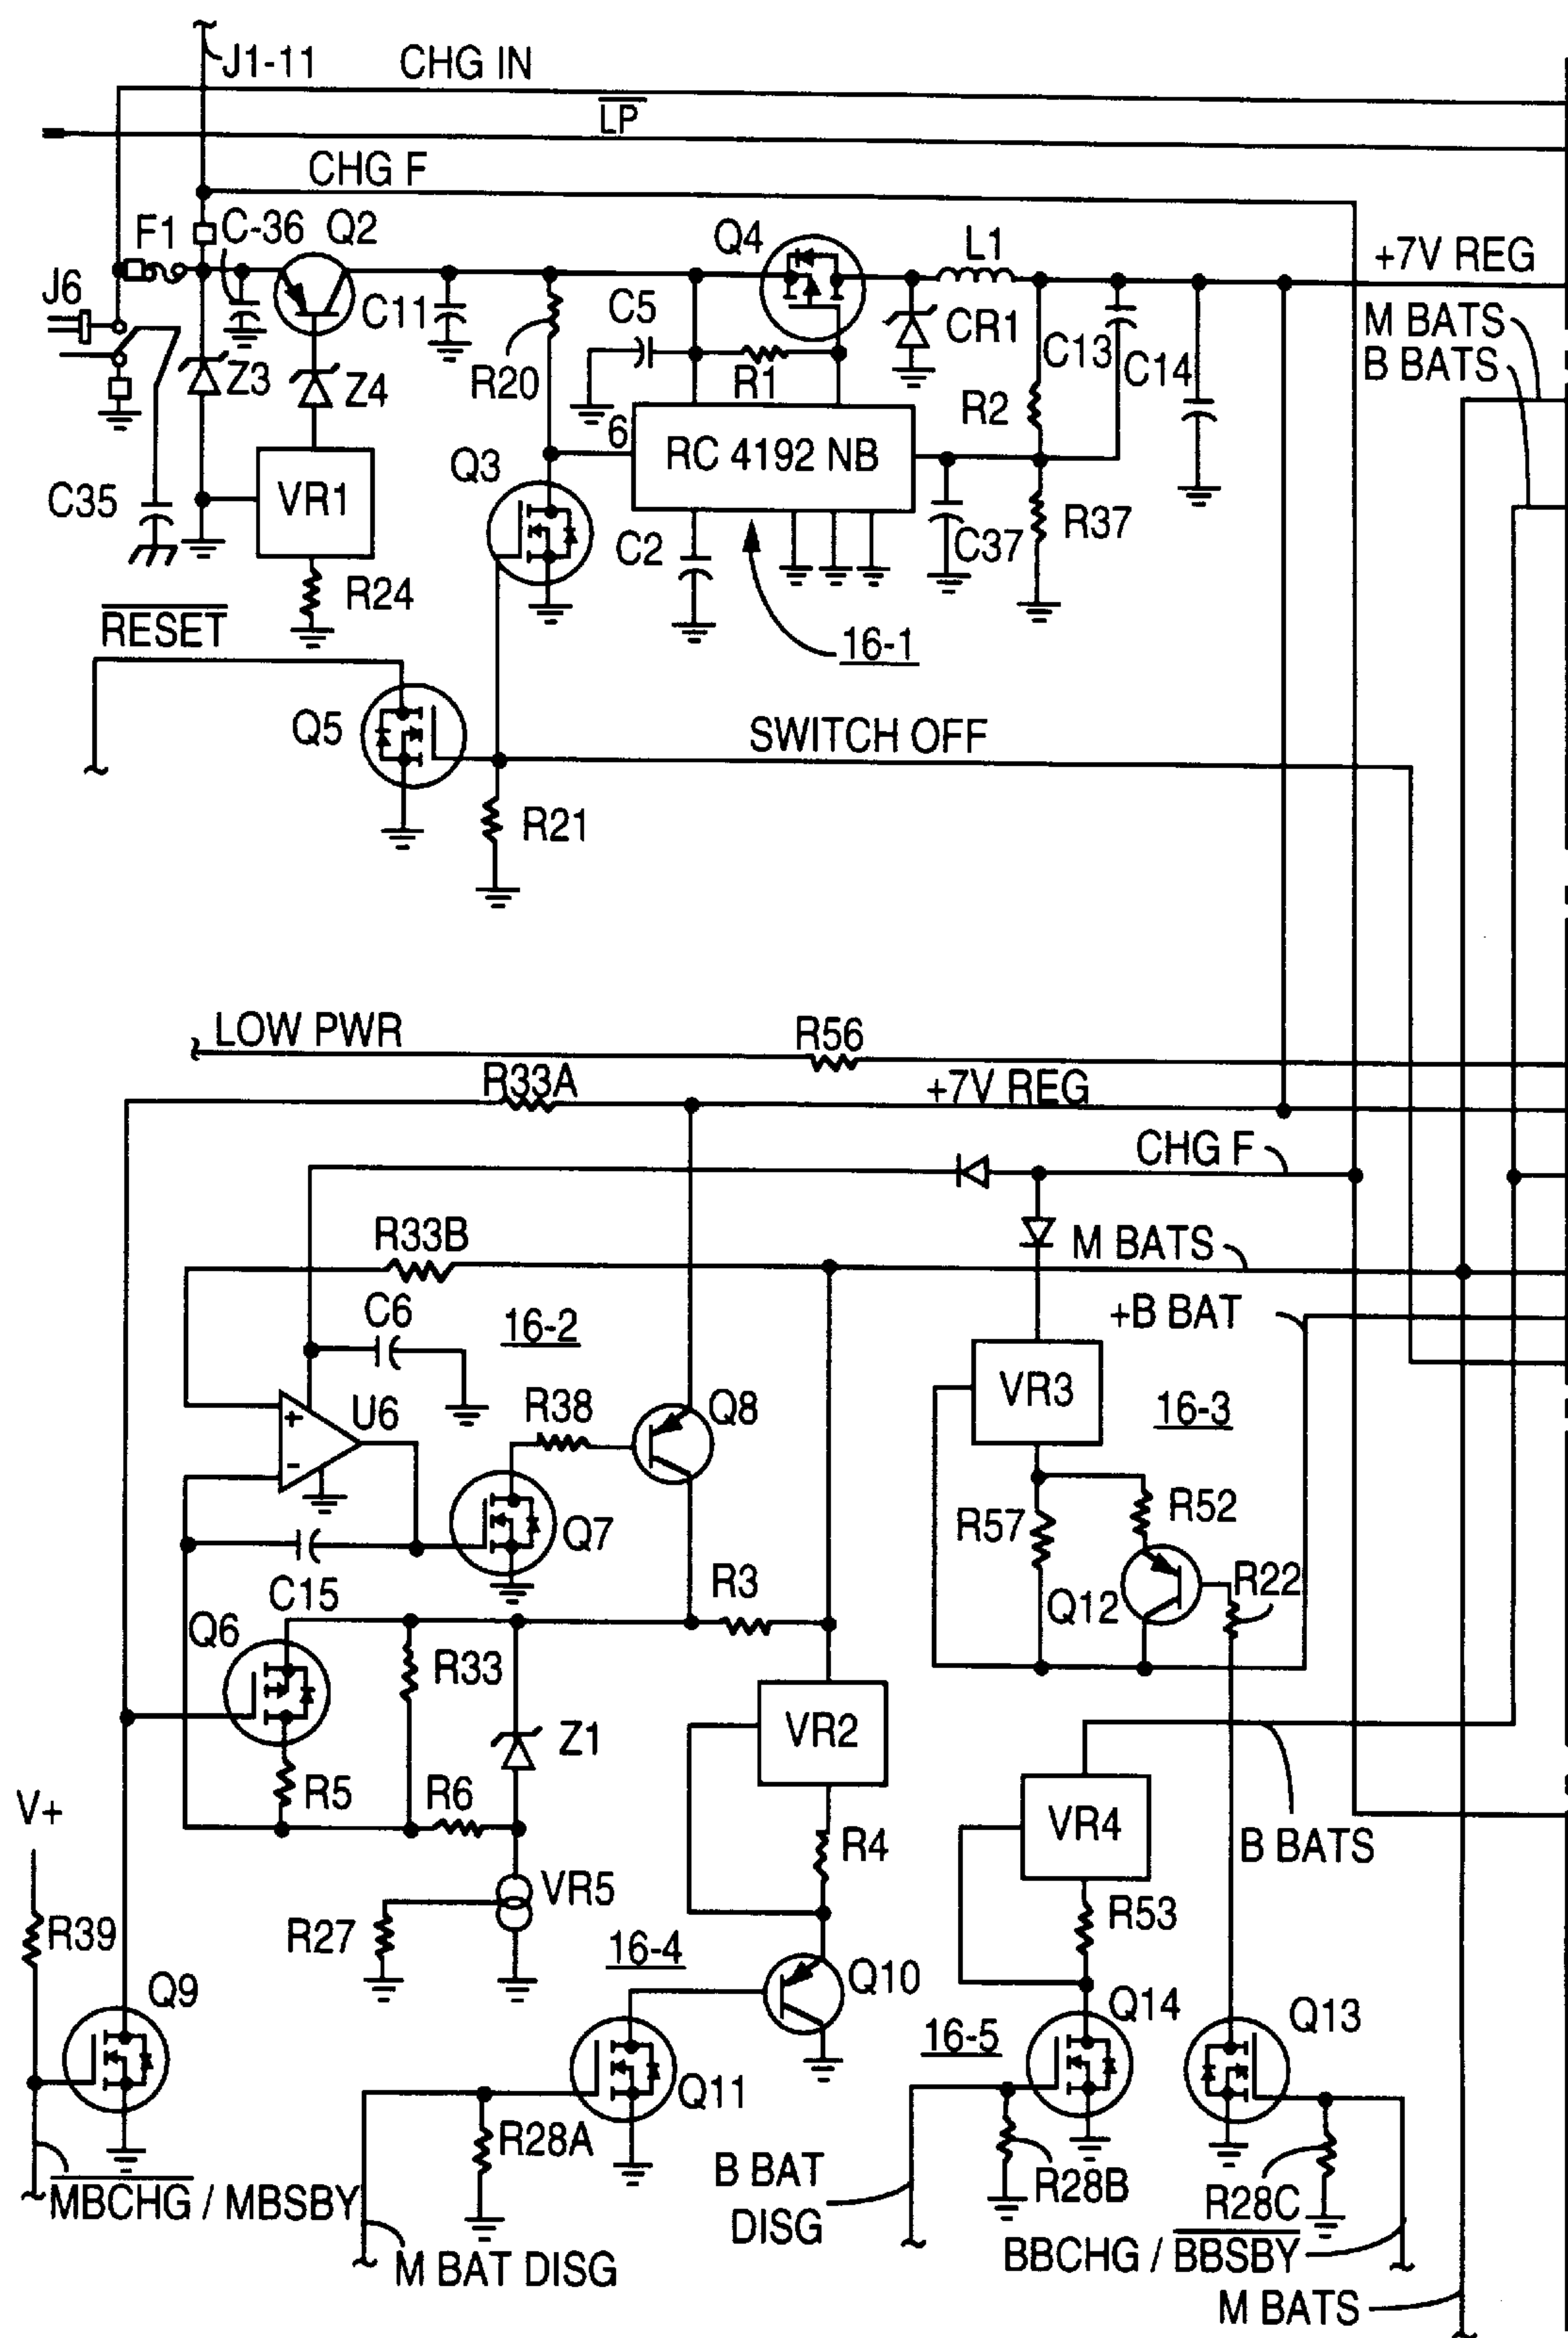 J1-11
CHG IN
LP
CHG F
F1
C-36
Q2
Q4
L1
+7V REG
J6
C11
C5
CR1
C13
C14
M BATS
B BATS
Z3
Z4
R20
R1
R2
6
RC 4192 NB
Q3
C35
VR1
C2
C37
R37
R24
RESET
16-1
Q5
SWITCH OFF
R21
LOW PWR
R56
R33A
+7V REG
CHG F
R33B
M BATS
C6
16-2
+B BAT
+
U6
-
R38
Q8
VR3
16-3
R57
R52
Q7
C15
R3
Q12
R22
Q6
R33
Z1
VR2
R5
R6
V+
R4
VR4
B BATS
VR5
R39
R27
16-4
R53
Q9
Q10
Q14
Q13
16-5
Q11
R28A
B BAT
DISG
R28B
R28C
MBCHG / MBSBY
M BAT DISG
BBCHG / BBSBY
M BATS